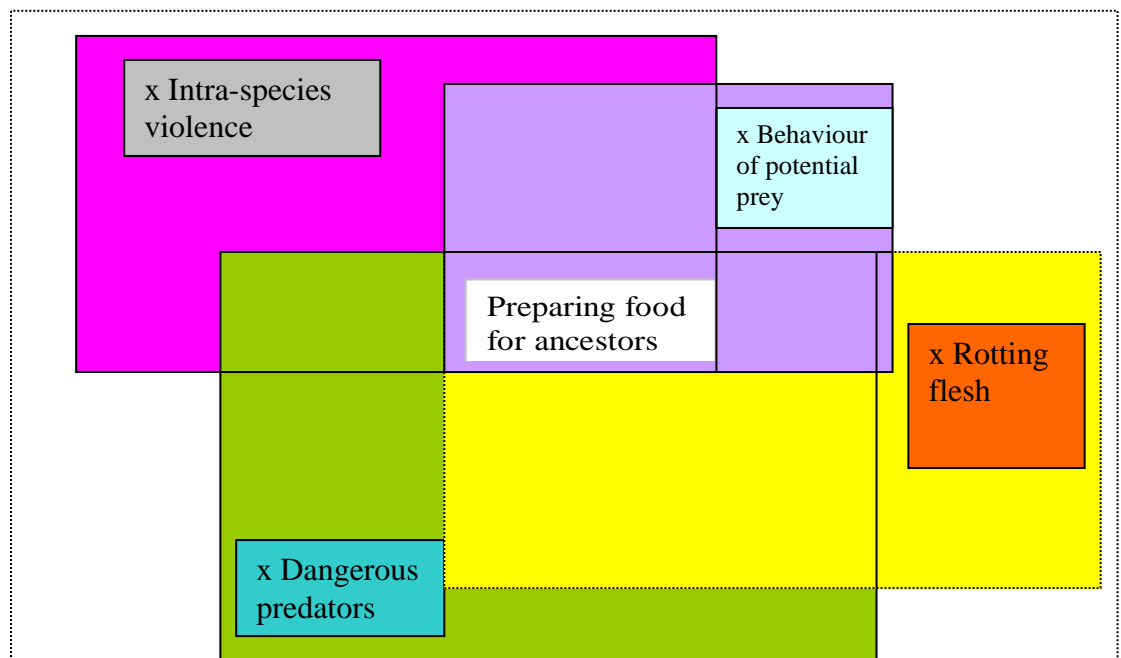 x Intra-species
violence
x Behaviour
of potential
prey
Preparing food
for ancestors
x Rotting
flesh
x Dangerous
predators